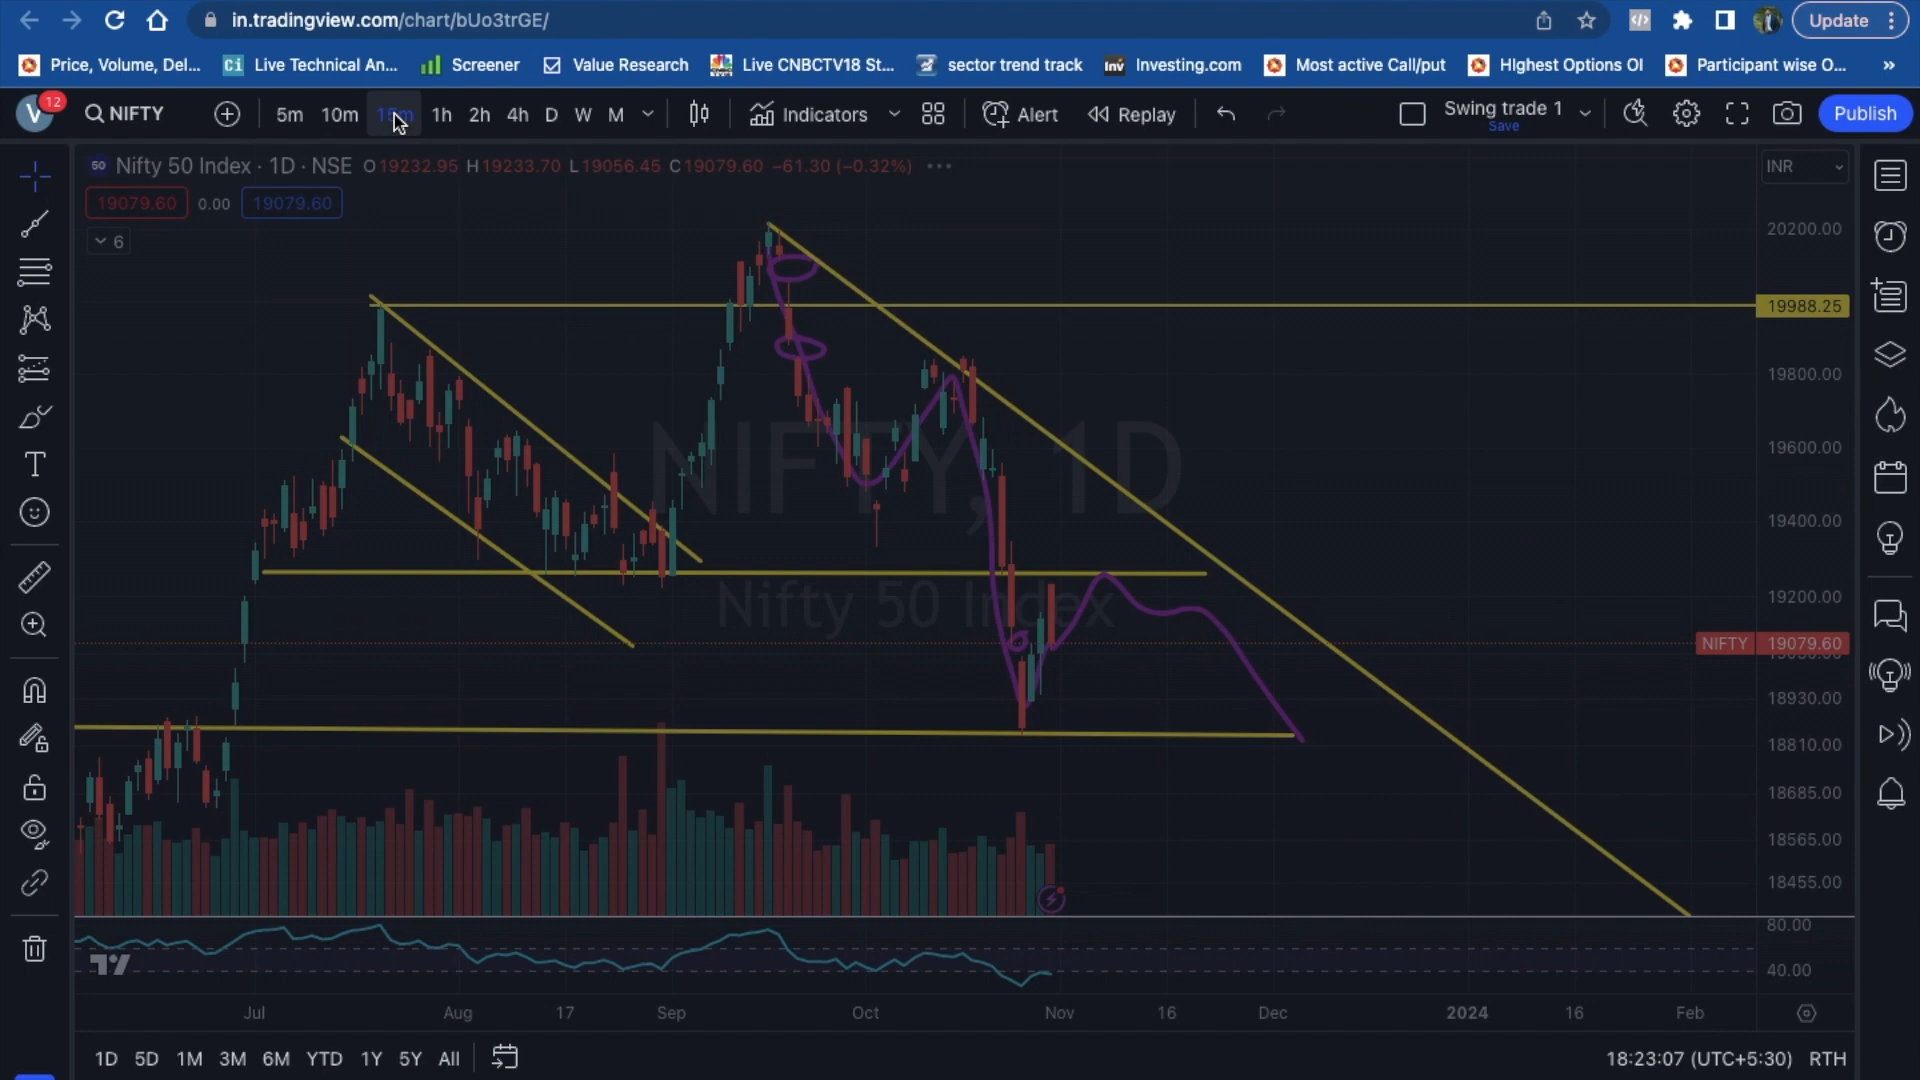 in.tradingview.com/chart/bUo3trGE/
Update
Price, Volume, Del...
Ci Live Technical An...
Screener
Value Research
Live CNBCTV18 St...
sector trend track
Inv Investing.com
Most active Call/put
HIghest Options OI
Participant wise O...
»
V 12 NIFTY 5m 10m 15m 1h 2h 4h D W M Indicators Alert Replay Swing trade 1 Publish
Save
50 Nifty 50 Index · 1D · NSE O19232.95 H19233.70 L19056.45 C19079.60 −61.30 (−0.32%) ···
INR
19079.60 0.00 19079.60
6
20200.00
19988.25
19800.00
NIFTY, 1D
19600.00
19400.00
Nifty 50 Index
19200.00
NIFTY 19079.60
18930.00
18810.00
18685.00
18565.00
18455.00
80.00
40.00
Jul Aug 17 Sep Oct Nov 16 Dec 2024 16 Feb
1D 5D 1M 3M 6M YTD 1Y 5Y All
18:23:07 (UTC+5:30) RTH